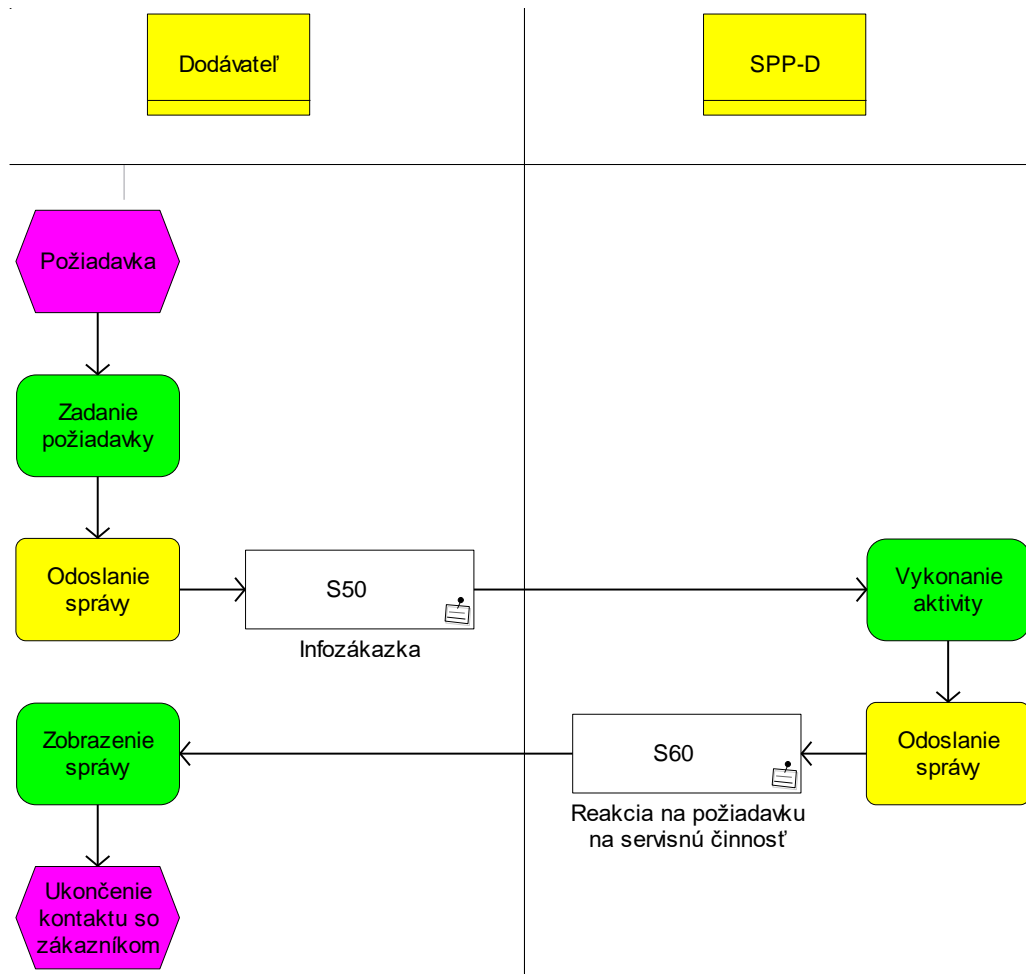 Dodávateľ
SPP-D
Požiadavka
Zadanie
požiadavky
Odoslanie
správy
S50
Infozákazka
Vykonanie
aktivity
Zobrazenie
správy
S60
Reakcia na požiadavku
na servisnú činnosť
Odoslanie
správy
Ukončenie
kontaktu so
zákazníkom